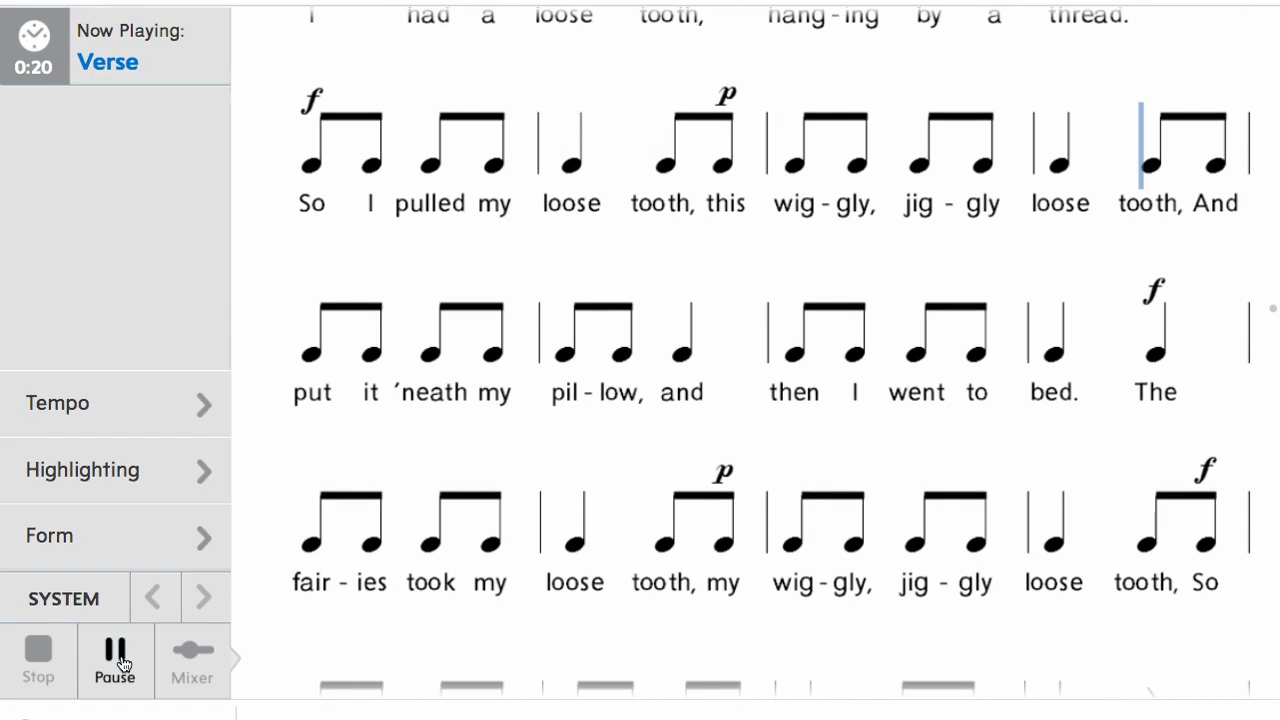 I had a loose tooth, hang-ing by a thread.
Now Playing:
Verse
0:20
f p
So I pulled my loose tooth, this wig-gly, jig-gly loose tooth, And
f
put it ’neath my pil-low, and then I went to bed. The
Tempo
Highlighting
p f
Form
fair-ies took my loose tooth, my wig-gly, jig-gly loose tooth, So
SYSTEM
Stop Pause Mixer